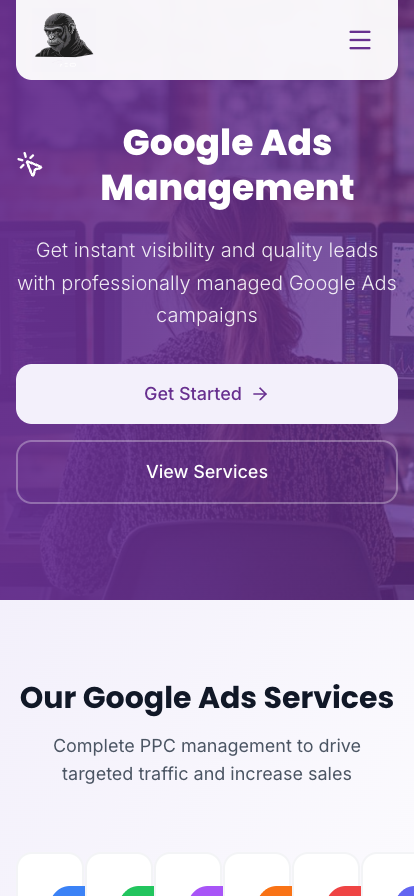 Google Ads
Management
Get instant visibility and quality leads
with professionally managed Google Ads
campaigns
Get Started
View Services
Our Google Ads Services
Complete PPC management to drive
targeted traffic and increase sales